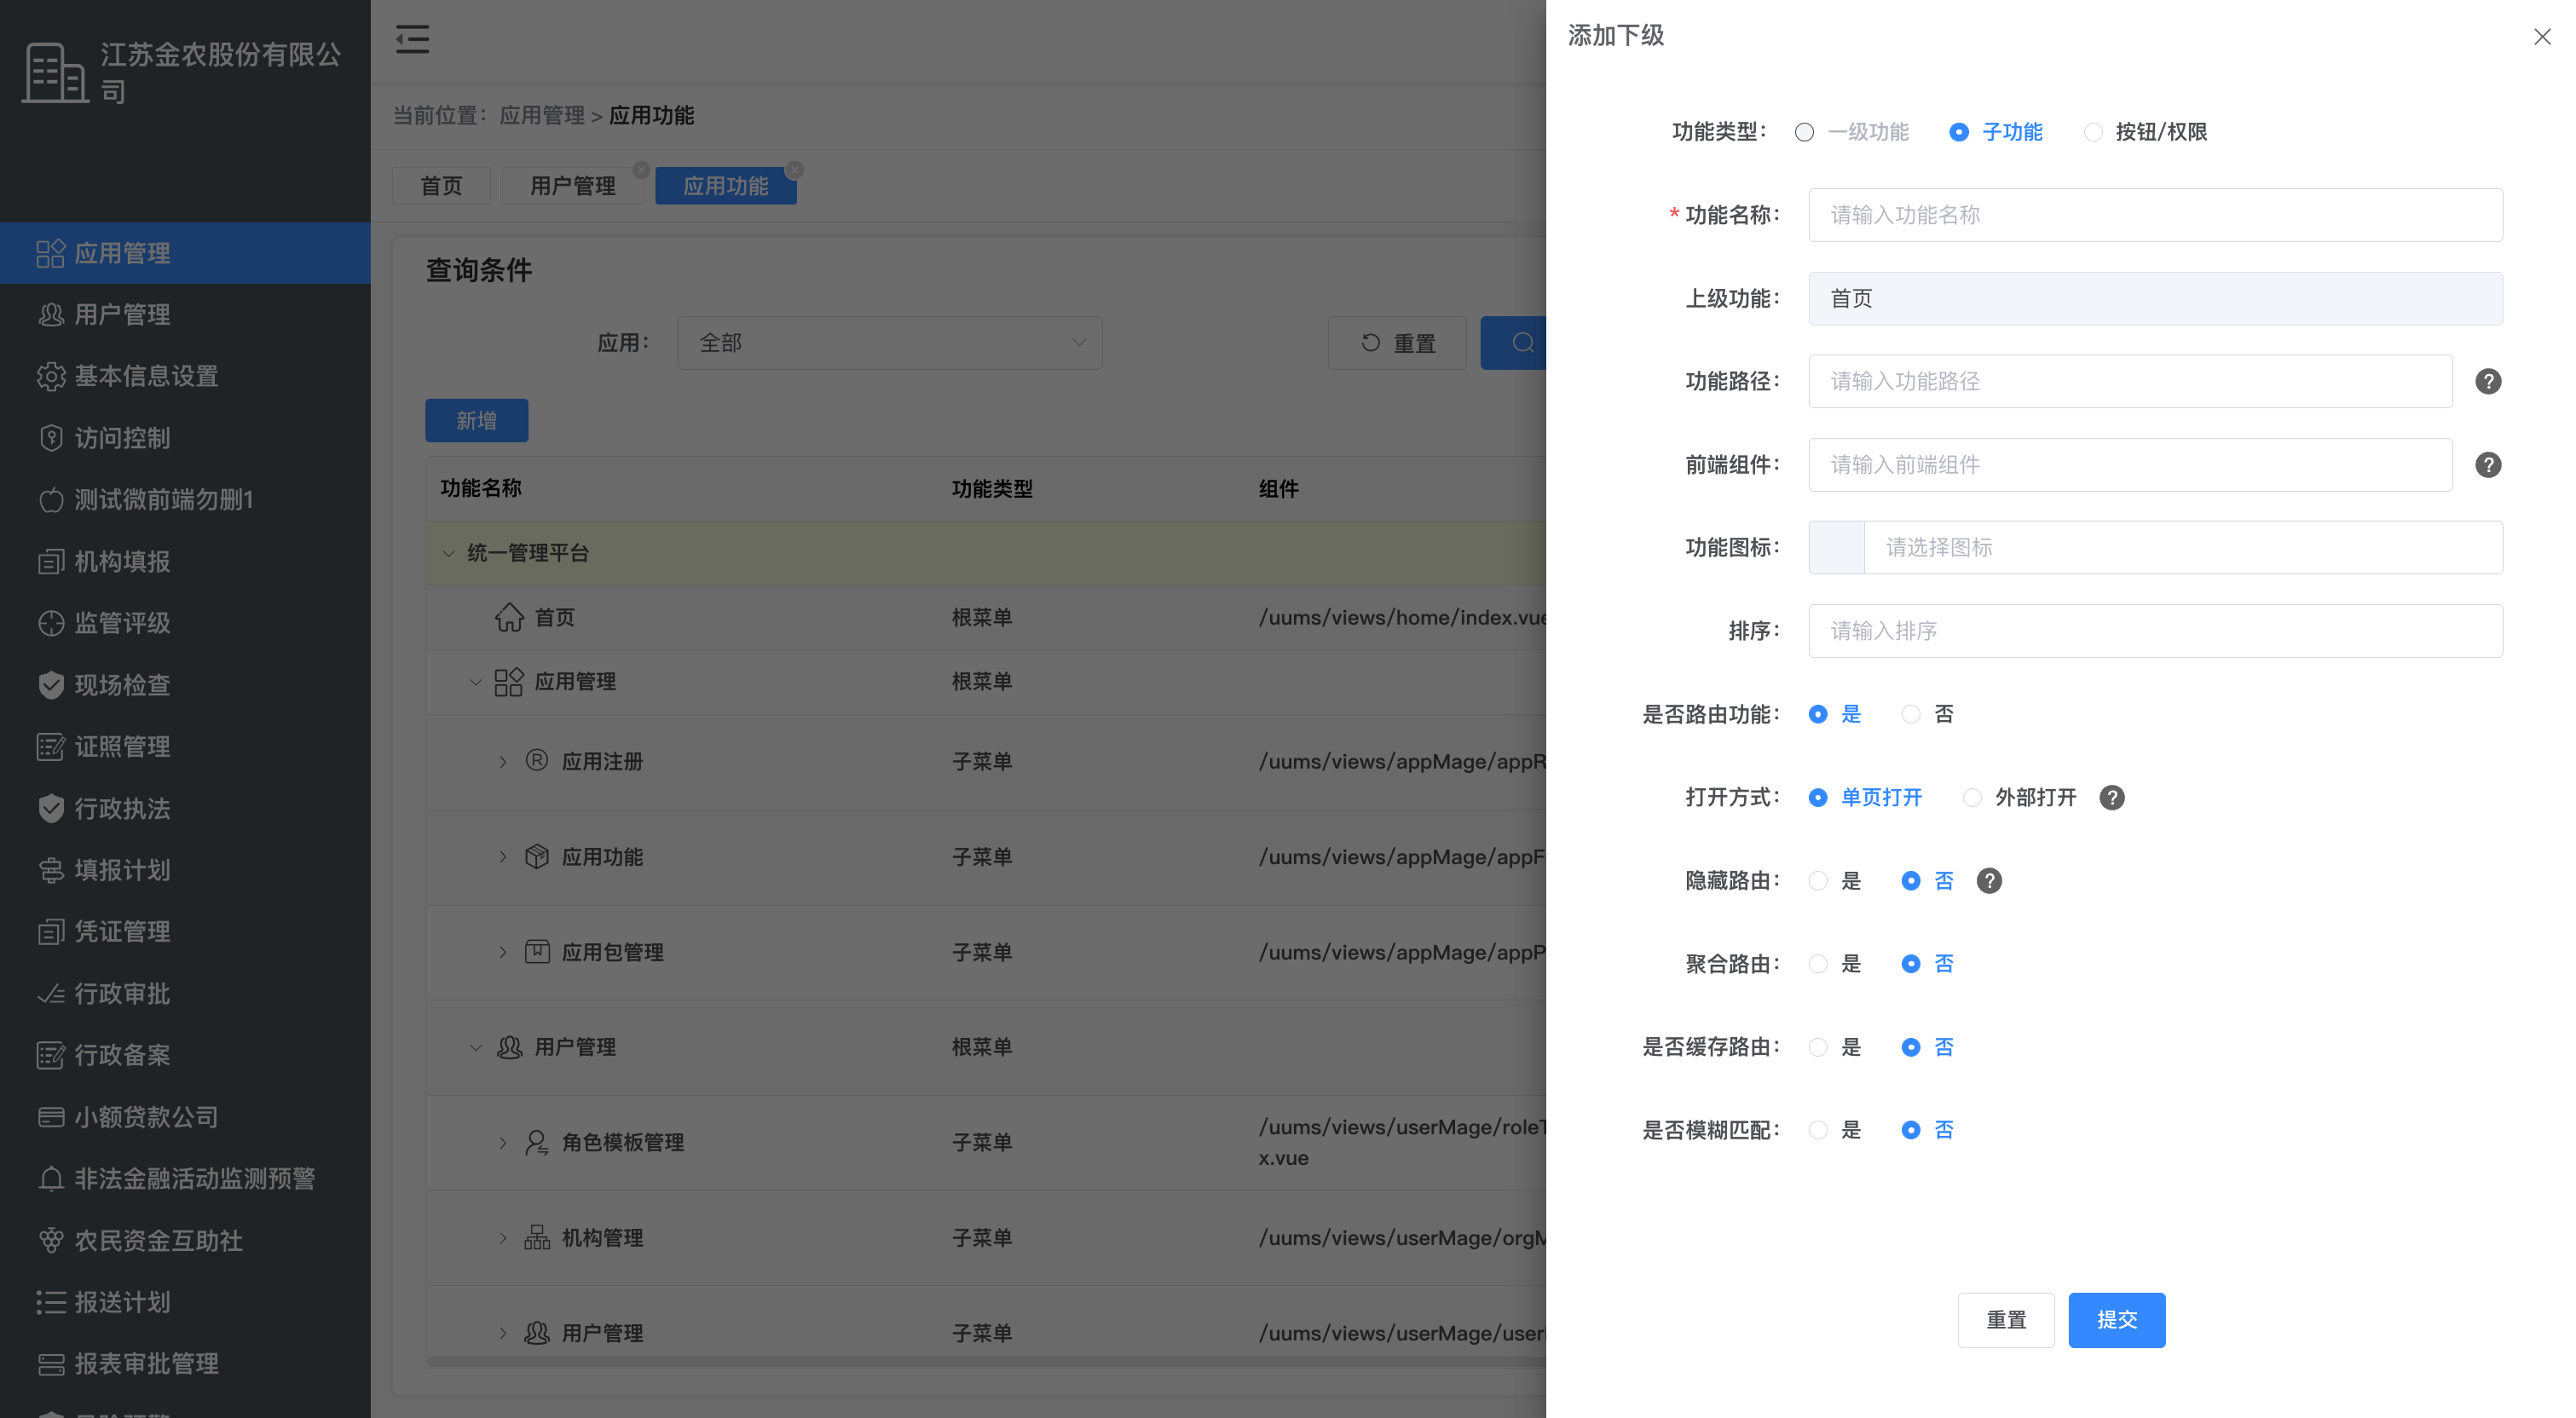 江苏金农股份有限公
司
应用管理
用户管理
基本信息设置
访问控制
测试微前端勿删1
机构填报
监管评级
现场检查
证照管理
行政执法
填报计划
凭证管理
行政审批
行政备案
小额贷款公司
非法金融活动监测预警
农民资金互助社
报送计划
报表审批管理
当前位置：应用管理 > 应用功能
首页 用户管理 应用功能
查询条件
应用： 全部 重置
新增
功能名称 功能类型 组件
统一管理平台
首页 根菜单 /uums/views/home/index.vue
应用管理 根菜单
应用注册 子菜单 /uums/views/appMage/appR
应用功能 子菜单 /uums/views/appMage/appF
应用包管理 子菜单 /uums/views/appMage/appP
用户管理 根菜单
角色模板管理 子菜单 /uums/views/userMage/roleT
x.vue
机构管理 子菜单 /uums/views/userMage/orgM
用户管理 子菜单 /uums/views/userMage/user
添加下级
功能类型： 一级功能 子功能 按钮/权限
* 功能名称： 请输入功能名称
上级功能： 首页
功能路径： 请输入功能路径 ?
前端组件： 请输入前端组件 ?
功能图标： 请选择图标
排序： 请输入排序
是否路由功能： 是 否
打开方式： 单页打开 外部打开 ?
隐藏路由： 是 否 ?
聚合路由： 是 否
是否缓存路由： 是 否
是否模糊匹配： 是 否
重置 提交